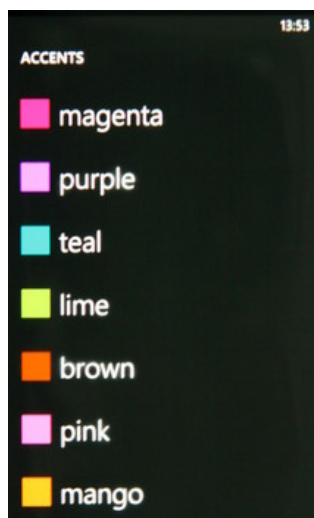 13:53
ACCENTS
magenta
purple
teal
lime
brown
pink
mango